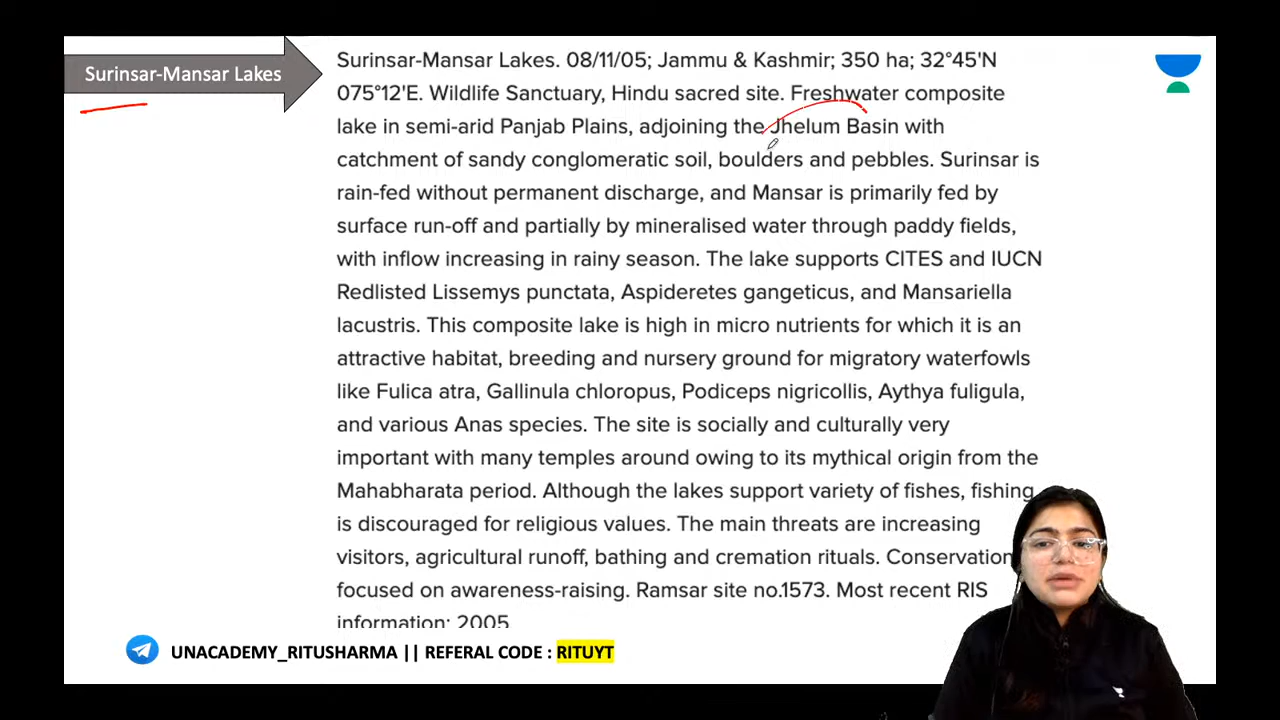 Surinsar-Mansar Lakes
Surinsar-Mansar Lakes. 08/11/05; Jammu & Kashmir; 350 ha; 32°45'N
075°12'E. Wildlife Sanctuary, Hindu sacred site. Freshwater composite
lake in semi-arid Panjab Plains, adjoining the Jhelum Basin with
catchment of sandy conglomeratic soil, boulders and pebbles. Surinsar is
rain-fed without permanent discharge, and Mansar is primarily fed by
surface run-off and partially by mineralised water through paddy fields,
with inflow increasing in rainy season. The lake supports CITES and IUCN
Redlisted Lissemys punctata, Aspideretes gangeticus, and Mansariella
lacustris. This composite lake is high in micro nutrients for which it is an
attractive habitat, breeding and nursery ground for migratory waterfowls
like Fulica atra, Gallinula chloropus, Podiceps nigricollis, Aythya fuligula,
and various Anas species. The site is socially and culturally very
important with many temples around owing to its mythical origin from the
Mahabharata period. Although the lakes support variety of fishes, fishing
is discouraged for religious values. The main threats are increasing
visitors, agricultural runoff, bathing and cremation rituals. Conservation
focused on awareness-raising. Ramsar site no.1573. Most recent RIS
information: 2005
UNACADEMY_RITUSHARMA || REFERAL CODE : RITUYT